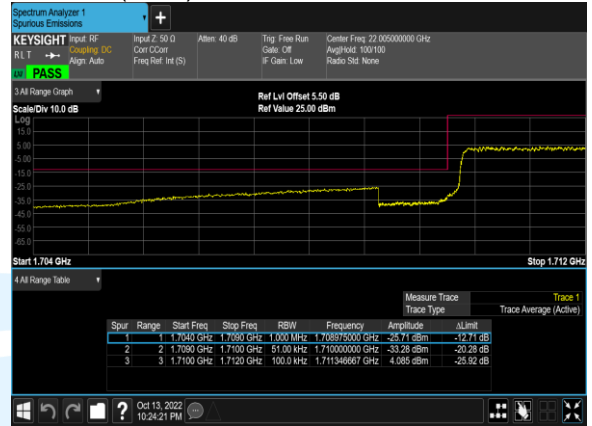 Spectrum Analyzer 1
Spurious Emissions
KEYSIGHT Input: RF Input Z: 50 Ω Atten: 40 dB Trig: Free Run Center Freq: 22.005000000 GHz
RLT Coupling: DC Corr CCorr Gate: Off Avg|Hold: 100/100
Align: Auto Freq Ref: Int (S) IF Gain: Low Radio Std: None
PASS
3 All Range Graph
Ref Lvl Offset 5.50 dB
Scale/Div 10.0 dB Ref Value 25.00 dBm
Log
15.0
5.00
-5.00
-15.0
-25.0
-35.0
-45.0
-55.0
-65.0
Start 1.704 GHz Stop 1.712 GHz
4 All Range Table
Measure Trace Trace 1
Trace Type Trace Average (Active)
Spur Range Start Freq Stop Freq RBW Frequency Amplitude ΔLimit
1 1 1.7040 GHz 1.7090 GHz 1.000 MHz 1.708975000 GHz -25.71 dBm -12.71 dB
2 2 1.7090 GHz 1.7100 GHz 51.00 kHz 1.710000000 GHz -33.28 dBm -20.28 dB
3 3 1.7100 GHz 1.7120 GHz 100.0 kHz 1.711346667 GHz 4.085 dBm -25.92 dB
? Oct 13, 2022
10:24:21 PM